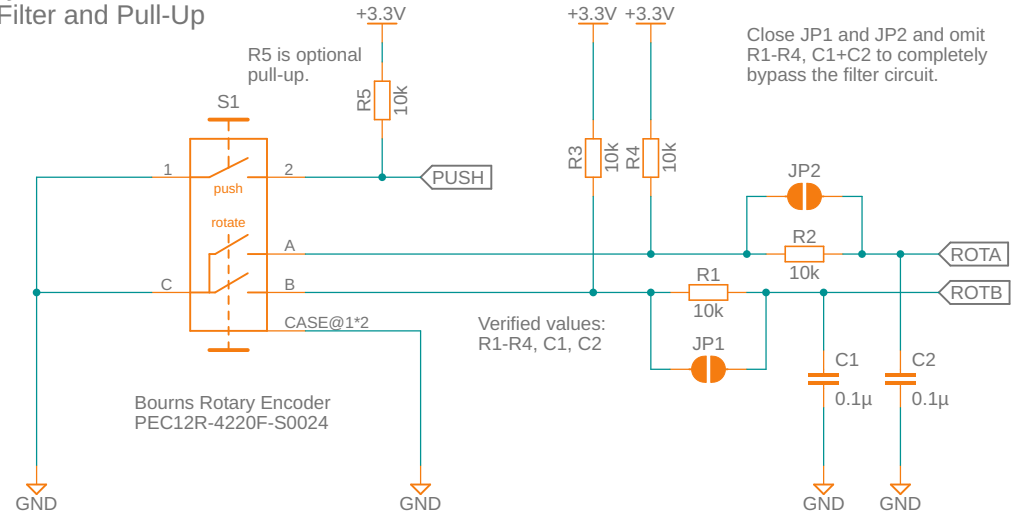 Filter and Pull-Up
+3.3V
+3.3V
+3.3V
Close JP1 and JP2 and omit
R1-R4, C1+C2 to completely
bypass the filter circuit.
R5 is optional
pull-up.
R5
10k
S1
R3
10k
R4
10k
1
2
push
PUSH
JP2
rotate
A
R2
10k
ROTA
C
B
R1
10k
ROTB
CASE@1*2
Verified values:
R1-R4, C1, C2
JP1
C1
0.1µ
C2
0.1µ
Bourns Rotary Encoder
PEC12R-4220F-S0024
GND
GND
GND
GND